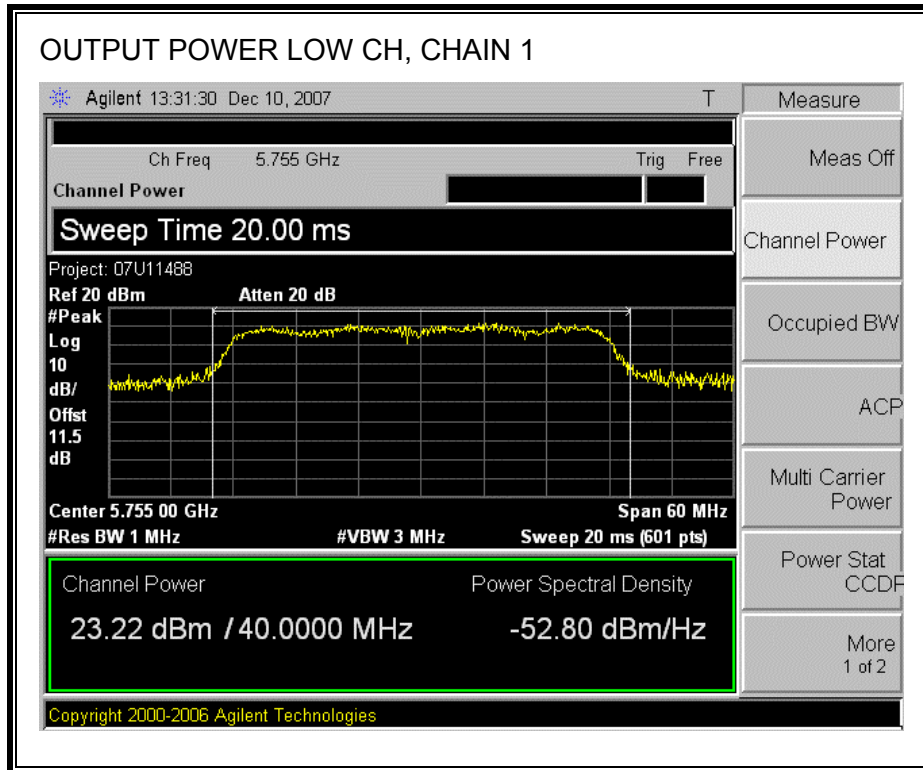 OUTPUT POWER LOW CH, CHAIN 1
Agilent 13:31:30 Dec 10, 2007 T
Measure
Ch Freq 5.755 GHz Trig Free
Channel Power
Sweep Time 20.00 ms
Project: 07U11488
Ref 20 dBm Atten 20 dB
#Peak
Log
10
dB/
Offst
11.5
dB
Center 5.755 00 GHz Span 60 MHz
#Res BW 1 MHz #VBW 3 MHz Sweep 20 ms (601 pts)
Channel Power Power Spectral Density
23.22 dBm / 40.0000 MHz -52.80 dBm/Hz
Copyright 2000-2006 Agilent Technologies
Meas Off
Channel Power
Occupied BW
ACP
Multi Carrier
Power
Power Stat
CCDF
More
1 of 2